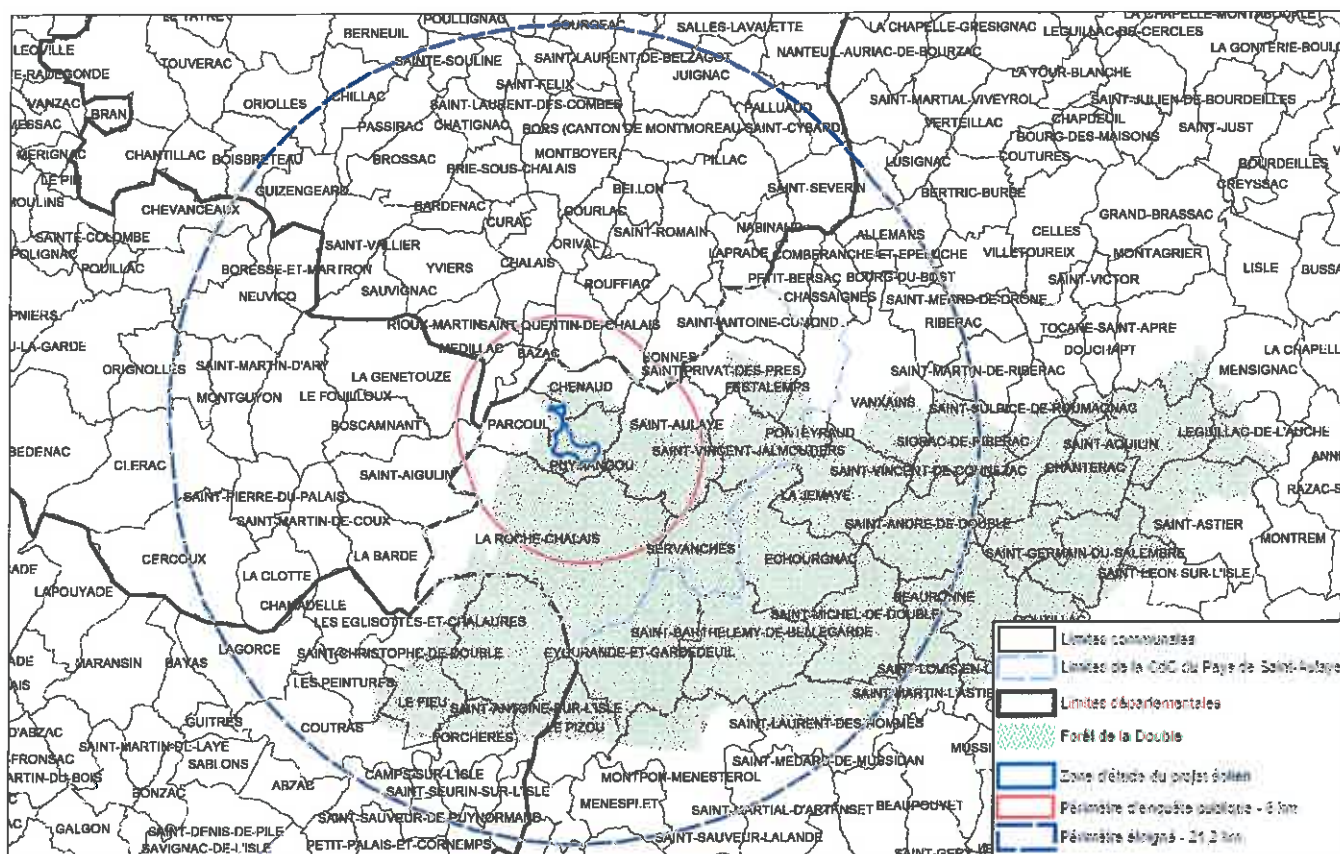 POULLIGNAC
BERNEUIL
SALLES-LAVALETTE
LA CHAPELLE-GRESIGNAC
NANTEUIL-AURIAC-DE-BOURZAC
TOUVERAC
SAINTE-SOULINE
SAINT-LAURENT-DE-BELZAGOT
JUIGNAC
LA TOUR-BLANCHE
VANZAC
BRAN
ORIOLLES
CHILLAC
SAINT-FELIX
SAINT-LAURENT-DES-COMBES
PALLUAUD
SAINT-MARTIAL-VIVEYROL
SAINT-JULIEN-DE-BOURDEILLES
PASSIRAC
CHATIGNAC
BORS (CANTON DE MONTMOREAU-SAINT-CYBARD)
VERTEILLAC
CHAPDEUIL
BOURG-DES-MAISONS
SAINT-JUST
MERIGNAC
CHANTILLAC
BOISBRETEAU
BROSSAC
MONTBOYER
PILLAC
LUSIGNAC
COUTURES
BOURDEILLES
BRIE-SOUS-CHALAIS
GUIZENGEARD
BELLON
SAINT-SEVERIN
BERTRIC-BUREE
CREYSSAC
CHEVANCEAUX
BARDENAC
CURAC
COURLAC
SAINT-ROMAIN
NABINAUD
GRAND-BRASSAC
SAINTE-COLOMBE
POLIGNAC
POUILLAC
SAINT-VALLIER
ORIVAL
LAPRADE
ALLEMANS
CELLES
VILLETOUREIX
MONTAGRIER
LISLE
BORESSE-ET-MARTRON
YVIERS
CHALAIS
COMBERANCHE-ET-EPELUCHE
PETIT-BERSAC
BOURG-DU-BOST
SAINT-VICTOR
NEUVICQ
SAUVIGNAC
ROUFFIAC
CHASSAIGNES
SAINT-MEARD-DE-DRONE
RIOUX-MARTIN
SAINT QUENTIN-DE-CHALAIS
SAINT-ANTOINE-CUMOND
RIBERAC
TOCANE-SAINT-APRE
MEDILLAC
BAZAC
BONNES
DOUCHAPT
ORIGNOLLES
SAINT-MARTIN-D'ARY
LA GENETOUZE
CHENAUD
SAINT PRIVAT-DES-PRES
FESTALEMPS
SAINT-MARTIN-DE-RIBERAC
MENSIGNAC
MONTGUYON
LE FOUILLOUX
VANXAINS
SAINT-SULPICE-DE-ROUMAGNAC
BOSCAMNANT
PARCOUL
SAINT-AULAYE
PONTEYRAUD
SIORAC-DE-RIBERAC
SAINT-AQUILIN
LEGUILLAC-DE-L'AUCHE
BEDENAC
CLERAC
SAINT-AIGULIN
PUYMANGOU
SAINT-VINCENT-JALMOUTIERS
SAINT-VINCENT-DE-CONNEZAC
CHANTERAC
SAINT-PIERRE-DU-PALAIS
LA JEMAYE
SAINT-MARTIN-DE-COUX
SAINT-ANDRE-DE-DOUBLE
SAINT-ASTIER
MONTREM
CERCOUX
LA BARDE
LA ROCHE-CHALAIS
SERVANCHES
ECHOURGNAC
SAINT-GERMAIN-DU-SALEMBRE
SAINT-LEON-SUR-L'ISLE
LAPOUYADE
LA CLOTTE
CHAMADELLE
BEAURONNE
LES EGLISOTTES-ET-CHALAURES
SAINT-MICHEL-DE-DOUBLE
MARANSIN
BAYAS
LAGORCE
SAINT-CHRISTOPHE-DE-DOUBLE
SAINT-BARTHELEMY-DE-BELLEGARDE
EYGURANDE-ET-GARDEDEUIL
LES PEINTURES
LE FIEU
SAINT-ANTOINE-SUR-L'ISLE
GUITRES
COUTRAS
LE PIZOU
SAINT-LAURENT-DES-HOMMES
PORCHERES
SAINT-MARTIN-DE-LAYE
SABLONS
SAINT-MEDARD-DE-MUSSIDAN
BONZAC
ABZAC
CAMPS-SUR-L'ISLE
SAINT-SEURIN-SUR-L'ISLE
MONTPON-MENESTEROL
MENESPLET
SAINT-MARTIAL-D'ARTENSET
BEAUPOUYET
GALGON
SAINT-DENIS-DE-PILE
SAINT-SAUVEUR-DE-PUYNORMAND
SAVIGNAC-DE-L'ISLE
PETIT-PALAIS-ET-CORNEMPS
SAINT-SAUVEUR-LALANDE
Limites communales
Limites de la CdC du Pays de Saint-Aulaye
Limites départementales
Forêt de la Double
Zone d'étude du projet éolien
Périmètre d'enquête publique - 6 km
Périmètre éloigné - 21,2 km